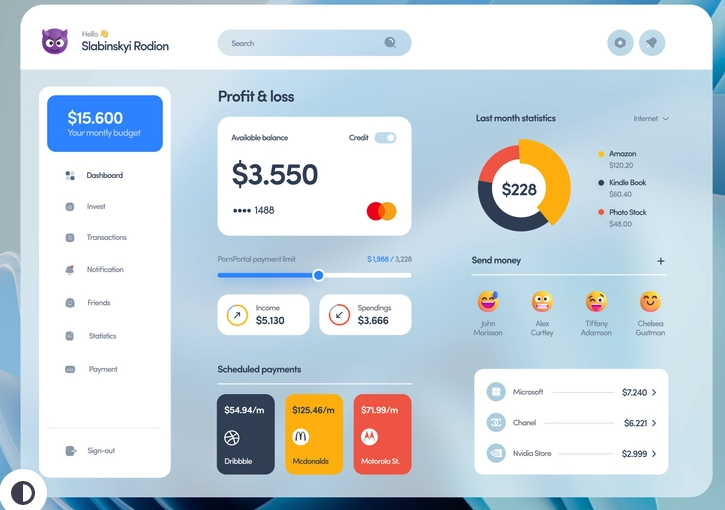 Hello
Slabinskyi Rodion
Search
$15.600
Your montly budget
Dashboard
Invest
Transactions
Notification
Friends
Statistics
Payment
Sign-out
Profit & loss
Available balance
Credit
$3.550
•••• 1488
PornPortal payment limit
$ 1,988 / 3,228
Income
$5.130
Spendings
$3.666
Scheduled payments
$54.94/m
Dribbble
$125.46/m
Mcdonalds
$71.99/m
Motorola St.
Last month statistics
Internet
$228
Amazon
$120.20
Kindle Book
$60.40
Photo Stock
$48.00
Send money
+
John
Morisson
Alex
Curtley
Tiffany
Adamson
Chelsea
Gustman
Microsoft
$7.240
Chanel
$6.221
Nvidia Store
$2.999